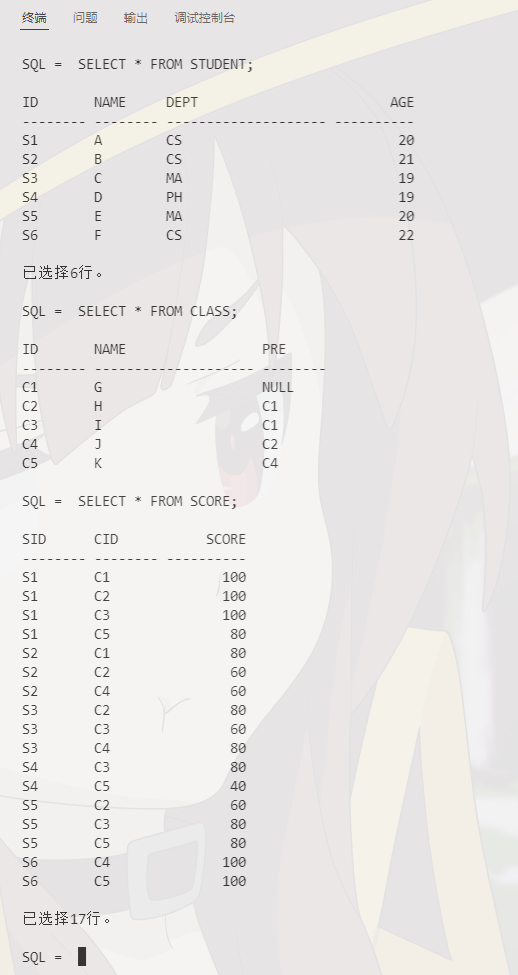 终端 问题 输出 调试控制台
SQL = SELECT * FROM STUDENT;
ID NAME DEPT AGE
-------- -------- -------------------- ----------
S1 A CS 20
S2 B CS 21
S3 C MA 19
S4 D PH 19
S5 E MA 20
S6 F CS 22
已选择6行。
SQL = SELECT * FROM CLASS;
ID NAME PRE
-------- -------------------- --------
C1 G NULL
C2 H C1
C3 I C1
C4 J C2
C5 K C4
SQL = SELECT * FROM SCORE;
SID CID SCORE
-------- -------- ----------
S1 C1 100
S1 C2 100
S1 C3 100
S1 C5 80
S2 C1 80
S2 C2 60
S2 C4 60
S3 C2 80
S3 C3 60
S3 C4 80
S4 C3 80
S4 C5 40
S5 C2 60
S5 C3 80
S5 C5 80
S6 C4 100
S6 C5 100
已选择17行。
SQL =